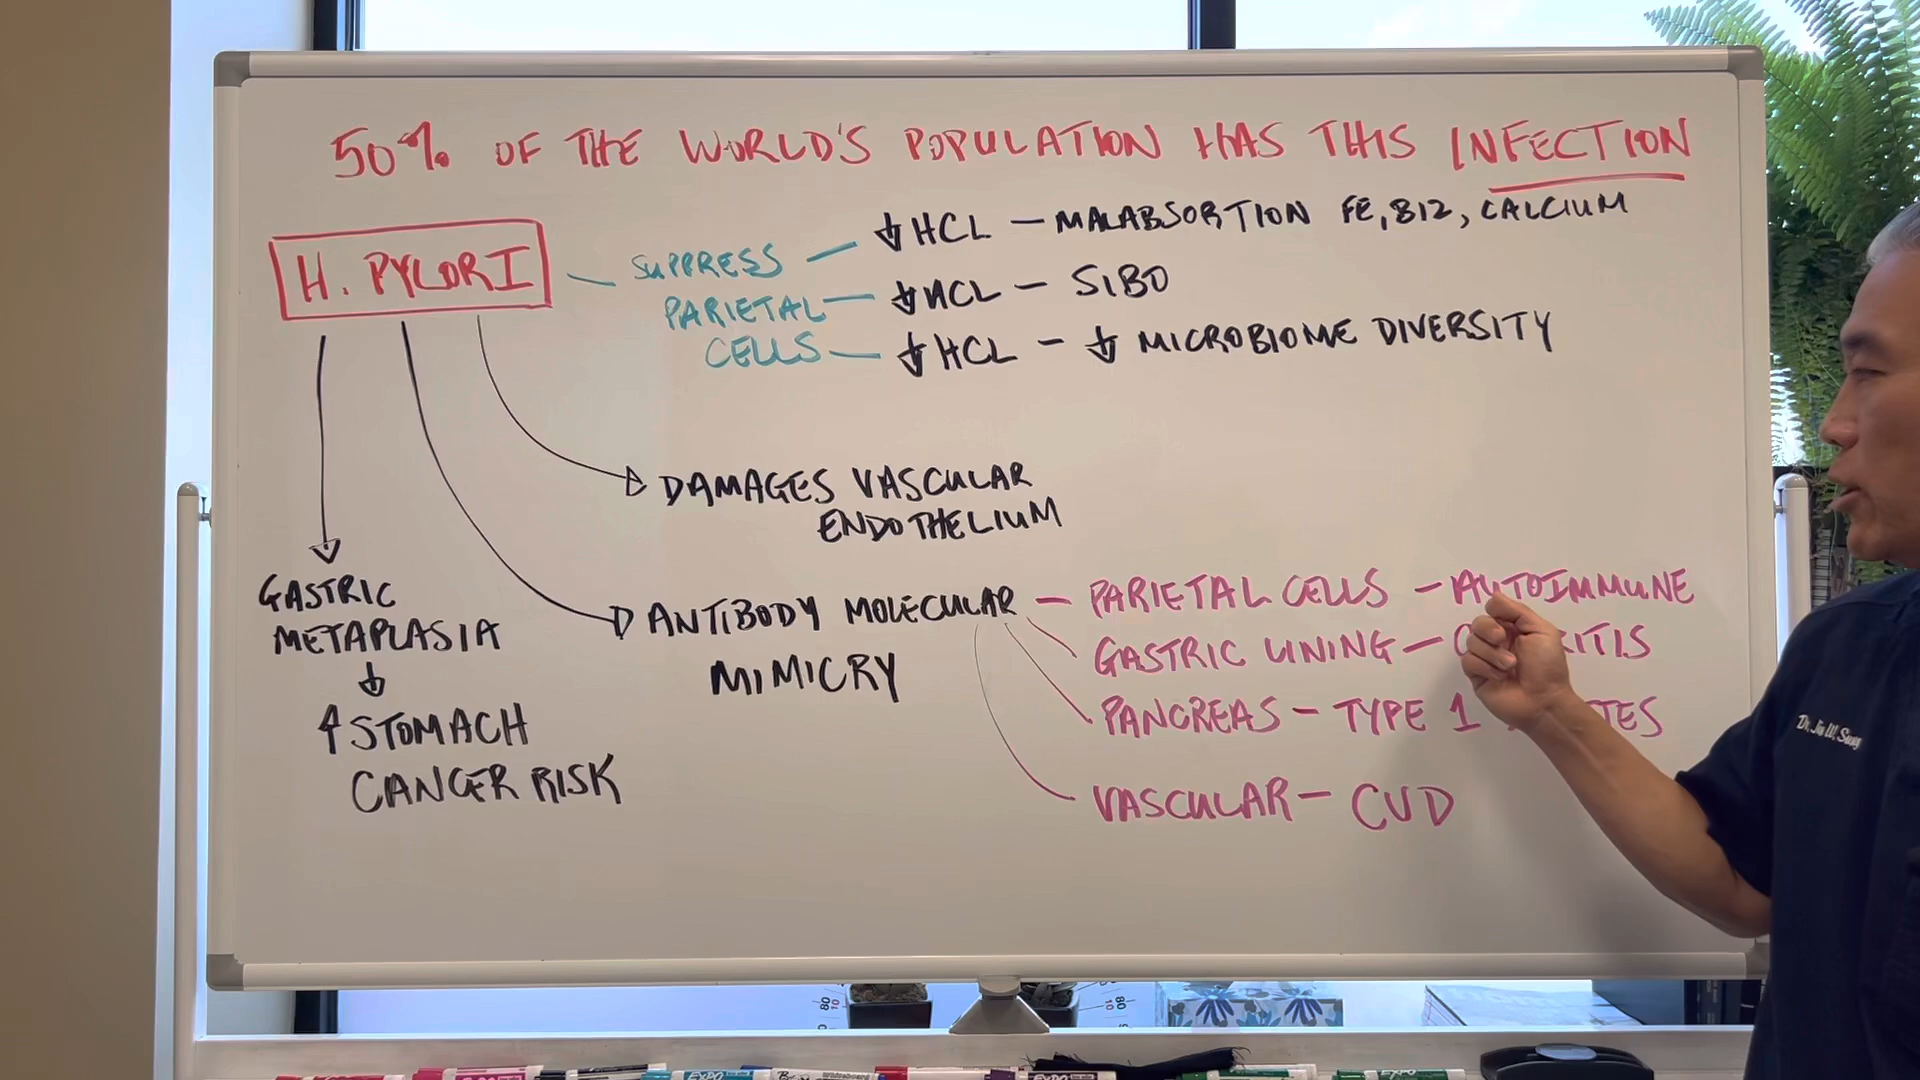 50% OF THE WORLD'S POPULATION HAS THIS INFECTION
H. PYLORI
SUPPRESS
PARIETAL
CELLS
↓ HCL - MALABSORTION FE, B12, CALCIUM
↓ HCL - SIBO
↓ HCL - ↓ MICROBIOME DIVERSITY
DAMAGES VASCULAR
ENDOTHELIUM
GASTRIC
METAPLASIA
↓
↑ STOMACH
CANCER RISK
ANTIBODY MOLECULAR
MIMICRY
PARIETAL CELLS - AUTOIMMUNE
GASTRIC LINING -
PANCREAS - TYPE 1
VASCULAR - CVD
EXPO
EXPO